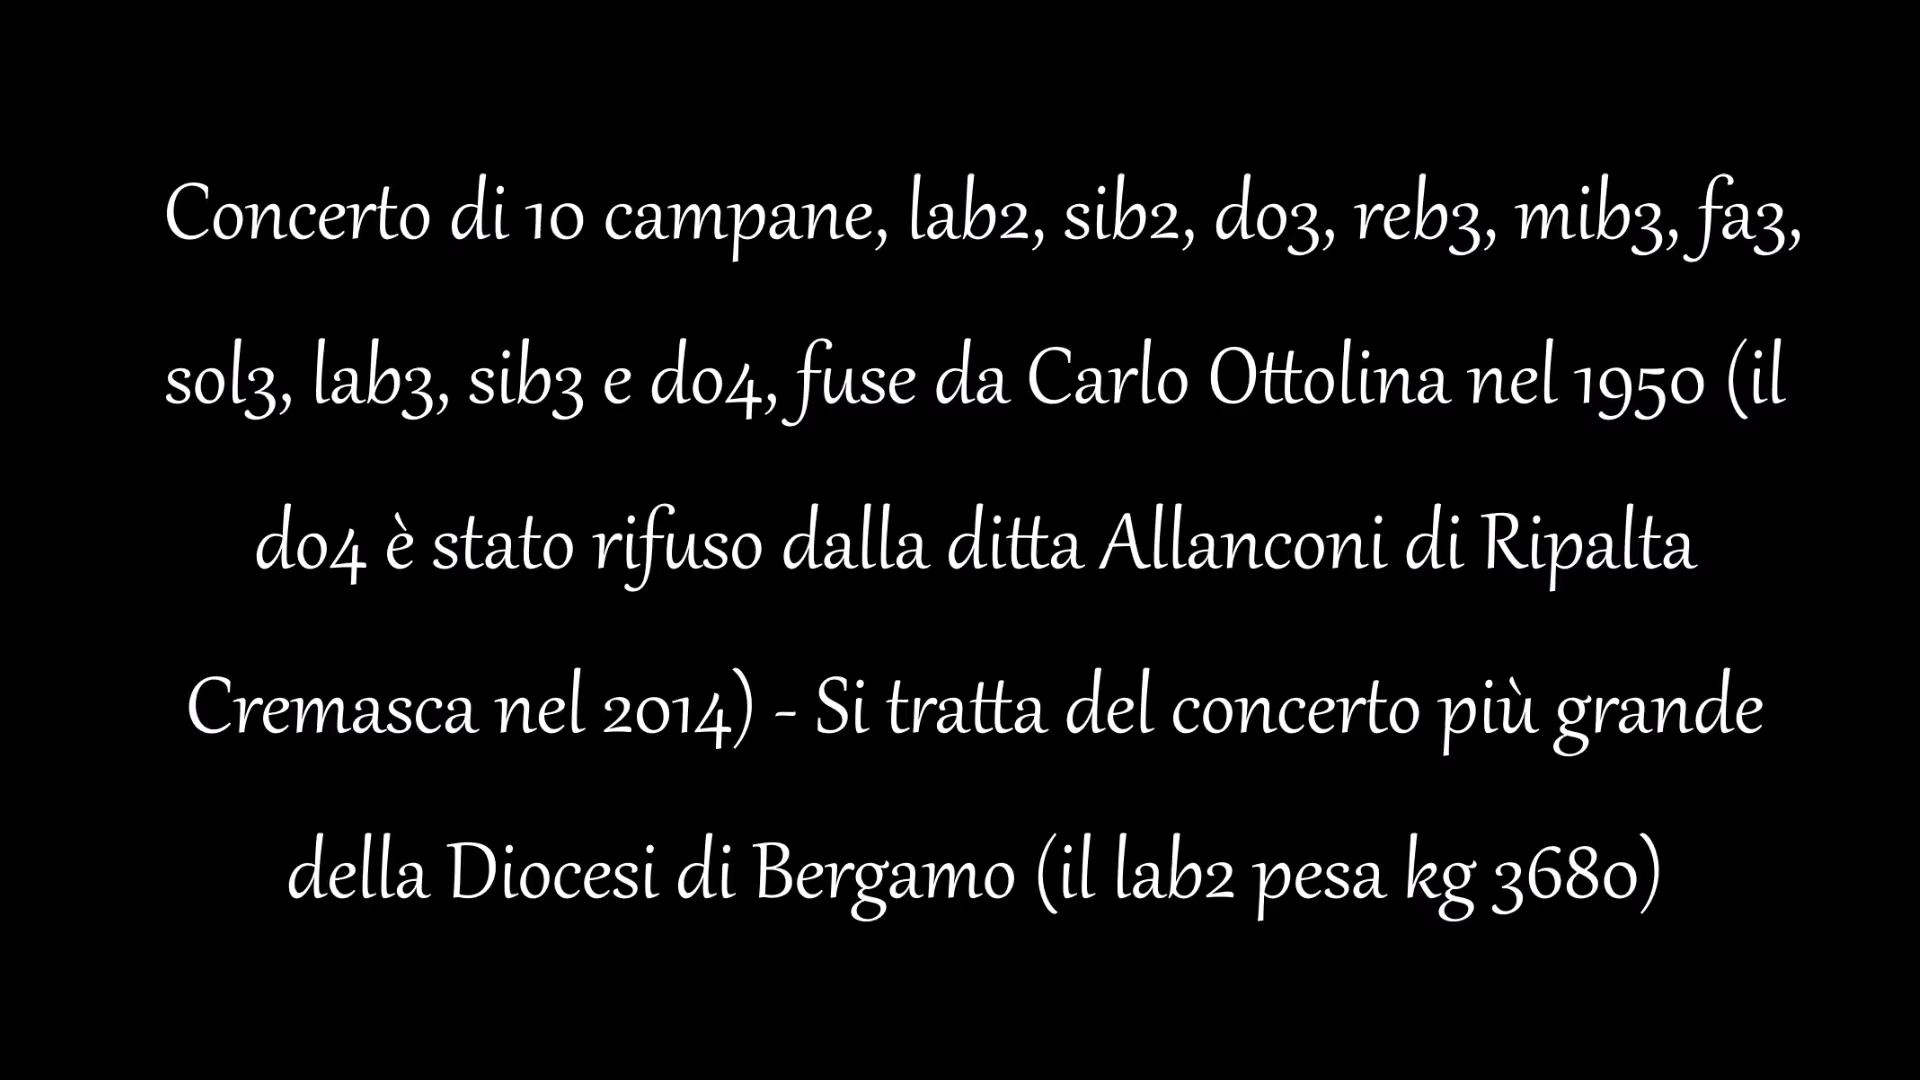 Concerto di 10 campane, lab2, sib2, do3, reb3, mib3, fa3,
sol3, lab3, sib3 e do4, fuse da Carlo Ottolina nel 1950 (il
do4 è stato rifuso dalla ditta Allanconi di Ripalta
Cremasca nel 2014) - Si tratta del concerto più grande
della Diocesi di Bergamo (il lab2 pesa kg 3680)